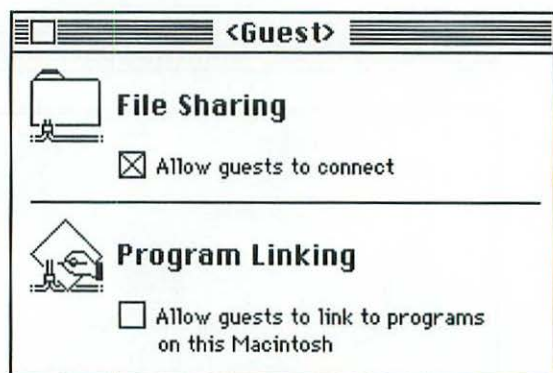 <Guest>
File Sharing
Allow guests to connect
Program Linking
Allow guests to link to programs
on this Macintosh